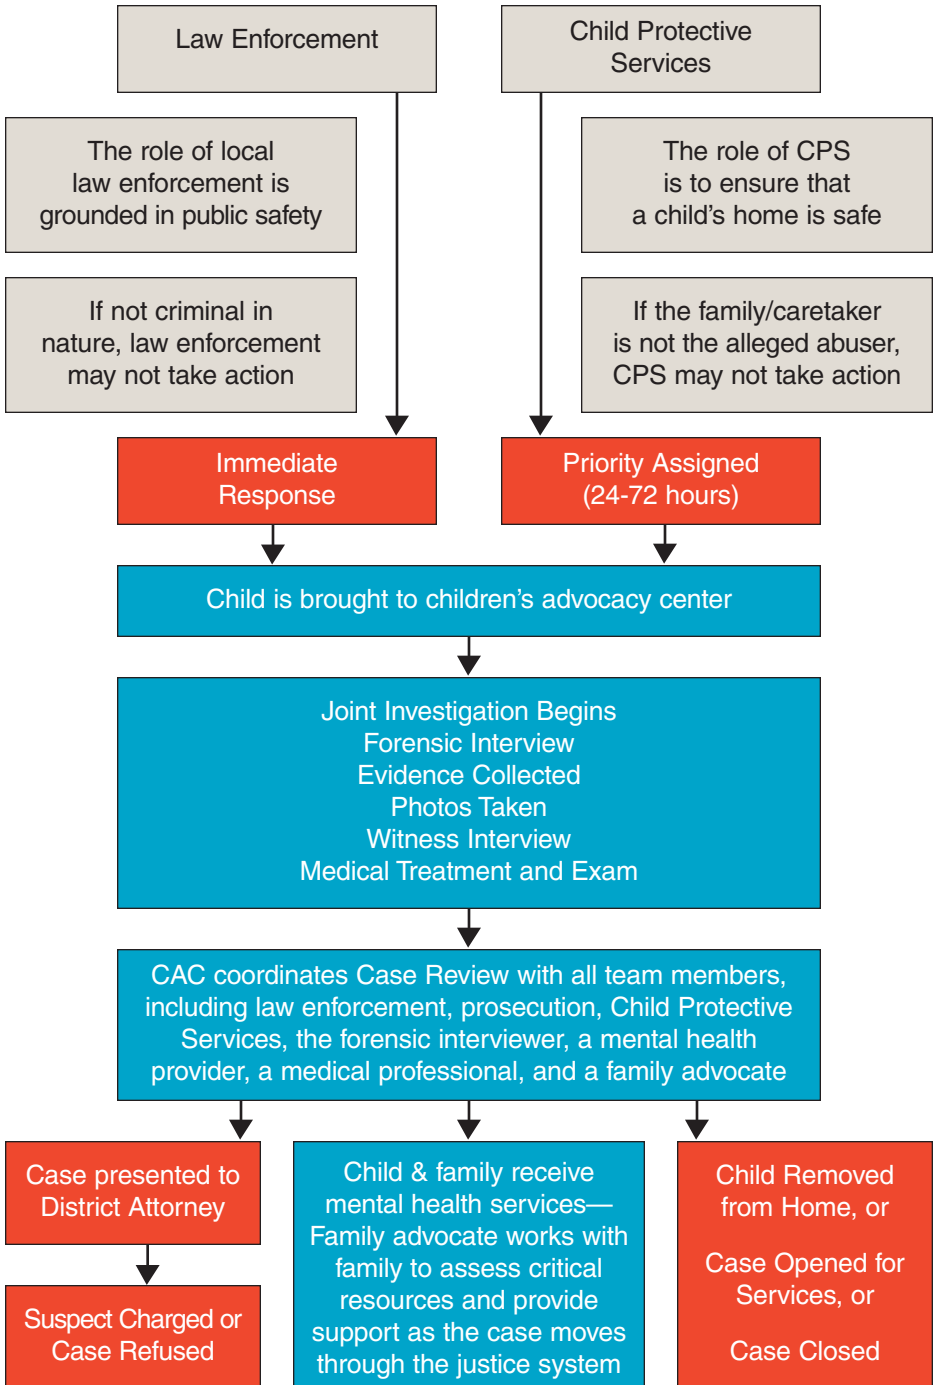 Law Enforcement
Child Protective
Services
The role of local
law enforcement is
grounded in public safety
The role of CPS
is to ensure that
a child’s home is safe
If not criminal in
nature, law enforcement
may not take action
If the family/caretaker
is not the alleged abuser,
CPS may not take action
Immediate
Response
Priority Assigned
(24-72 hours)
Child is brought to children’s advocacy center
Joint Investigation Begins
Forensic Interview
Evidence Collected
Photos Taken
Witness Interview
Medical Treatment and Exam
CAC coordinates Case Review with all team members,
including law enforcement, prosecution, Child Protective
Services, the forensic interviewer, a mental health
provider, a medical professional, and a family advocate
Case presented to
District Attorney
Suspect Charged or
Case Refused
Child & family receive
mental health services—
Family advocate works with
family to assess critical
resources and provide
support as the case moves
through the justice system
Child Removed
from Home, or
Case Opened for
Services, or
Case Closed